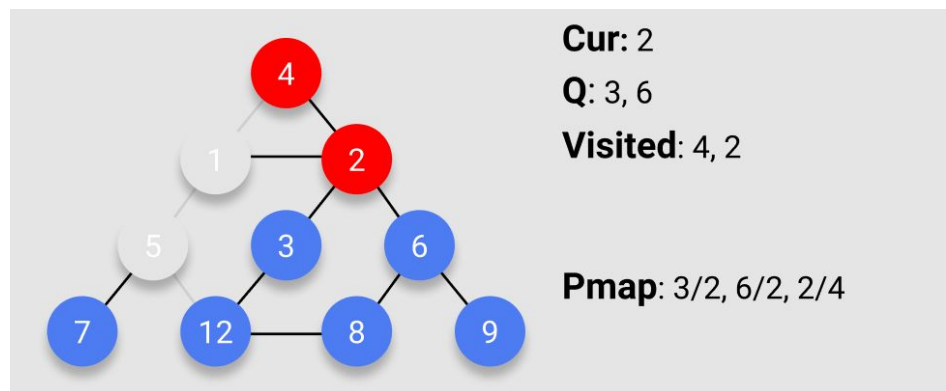 4
1 2
5 3 6
7 12 8 9
Cur: 2
Q: 3, 6
Visited: 4, 2
Pmap: 3/2, 6/2, 2/4